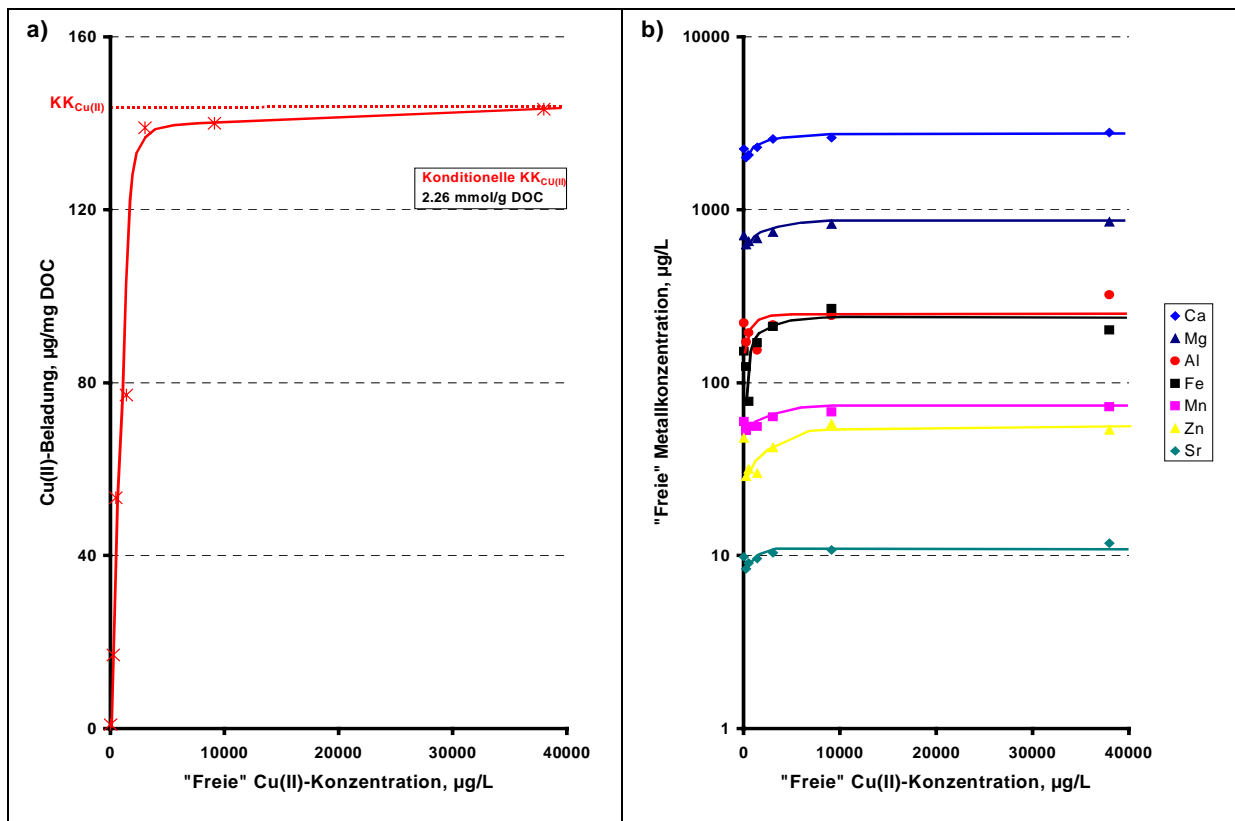 a)
160
120
80
40
0
KK_Cu(II)
Konditionelle KK_CU(II)
2.26 mmol/g DOC
Cu(II)-Beladung, µg/mg DOC
0 10000 20000 30000 40000
"Freie" Cu(II)-Konzentration, µg/L
b)
10000
1000
100
10
1
"Freie" Metallkonzentration, µg/L
0 10000 20000 30000 40000
"Freie" Cu(II)-Konzentration, µg/L
Ca
Mg
Al
Fe
Mn
Zn
Sr